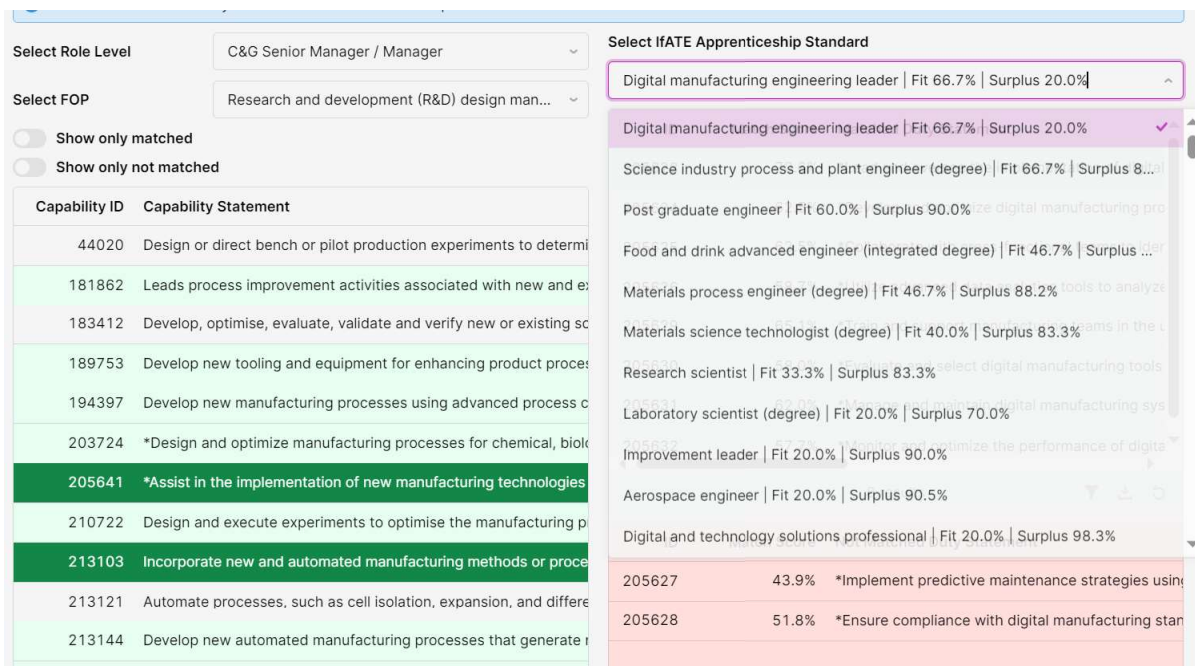 Select Role Level
C&G Senior Manager / Manager
Select FOP
Research and development (R&D) design man...
Show only matched
Show only not matched
Capability ID Capability Statement
44020 Design or direct bench or pilot production experiments to determi
181862 Leads process improvement activities associated with new and ex
183412 Develop, optimise, evaluate, validate and verify new or existing sc
189753 Develop new tooling and equipment for enhancing product proces
194397 Develop new manufacturing processes using advanced process c
203724 *Design and optimize manufacturing processes for chemical, biolo
205641 *Assist in the implementation of new manufacturing technologies
210722 Design and execute experiments to optimise the manufacturing p
213103 Incorporate new and automated manufacturing methods or proce
213121 Automate processes, such as cell isolation, expansion, and differe
213144 Develop new automated manufacturing processes that generate r
Select IfATE Apprenticeship Standard
Digital manufacturing engineering leader | Fit 66.7% | Surplus 20.0%
Digital manufacturing engineering leader | Fit 66.7% | Surplus 20.0%
Science industry process and plant engineer (degree) | Fit 66.7% | Surplus 8...
Post graduate engineer | Fit 60.0% | Surplus 90.0%
Food and drink advanced engineer (integrated degree) | Fit 46.7% | Surplus ...
Materials process engineer (degree) | Fit 46.7% | Surplus 88.2%
Materials science technologist (degree) | Fit 40.0% | Surplus 83.3%
Research scientist | Fit 33.3% | Surplus 83.3%
Laboratory scientist (degree) | Fit 20.0% | Surplus 70.0%
Improvement leader | Fit 20.0% | Surplus 90.0%
Aerospace engineer | Fit 20.0% | Surplus 90.5%
Digital and technology solutions professional | Fit 20.0% | Surplus 98.3%
ID Match Score Not Matched Duty Statement
205627 43.9% *Implement predictive maintenance strategies using
205628 51.8% *Ensure compliance with digital manufacturing stan